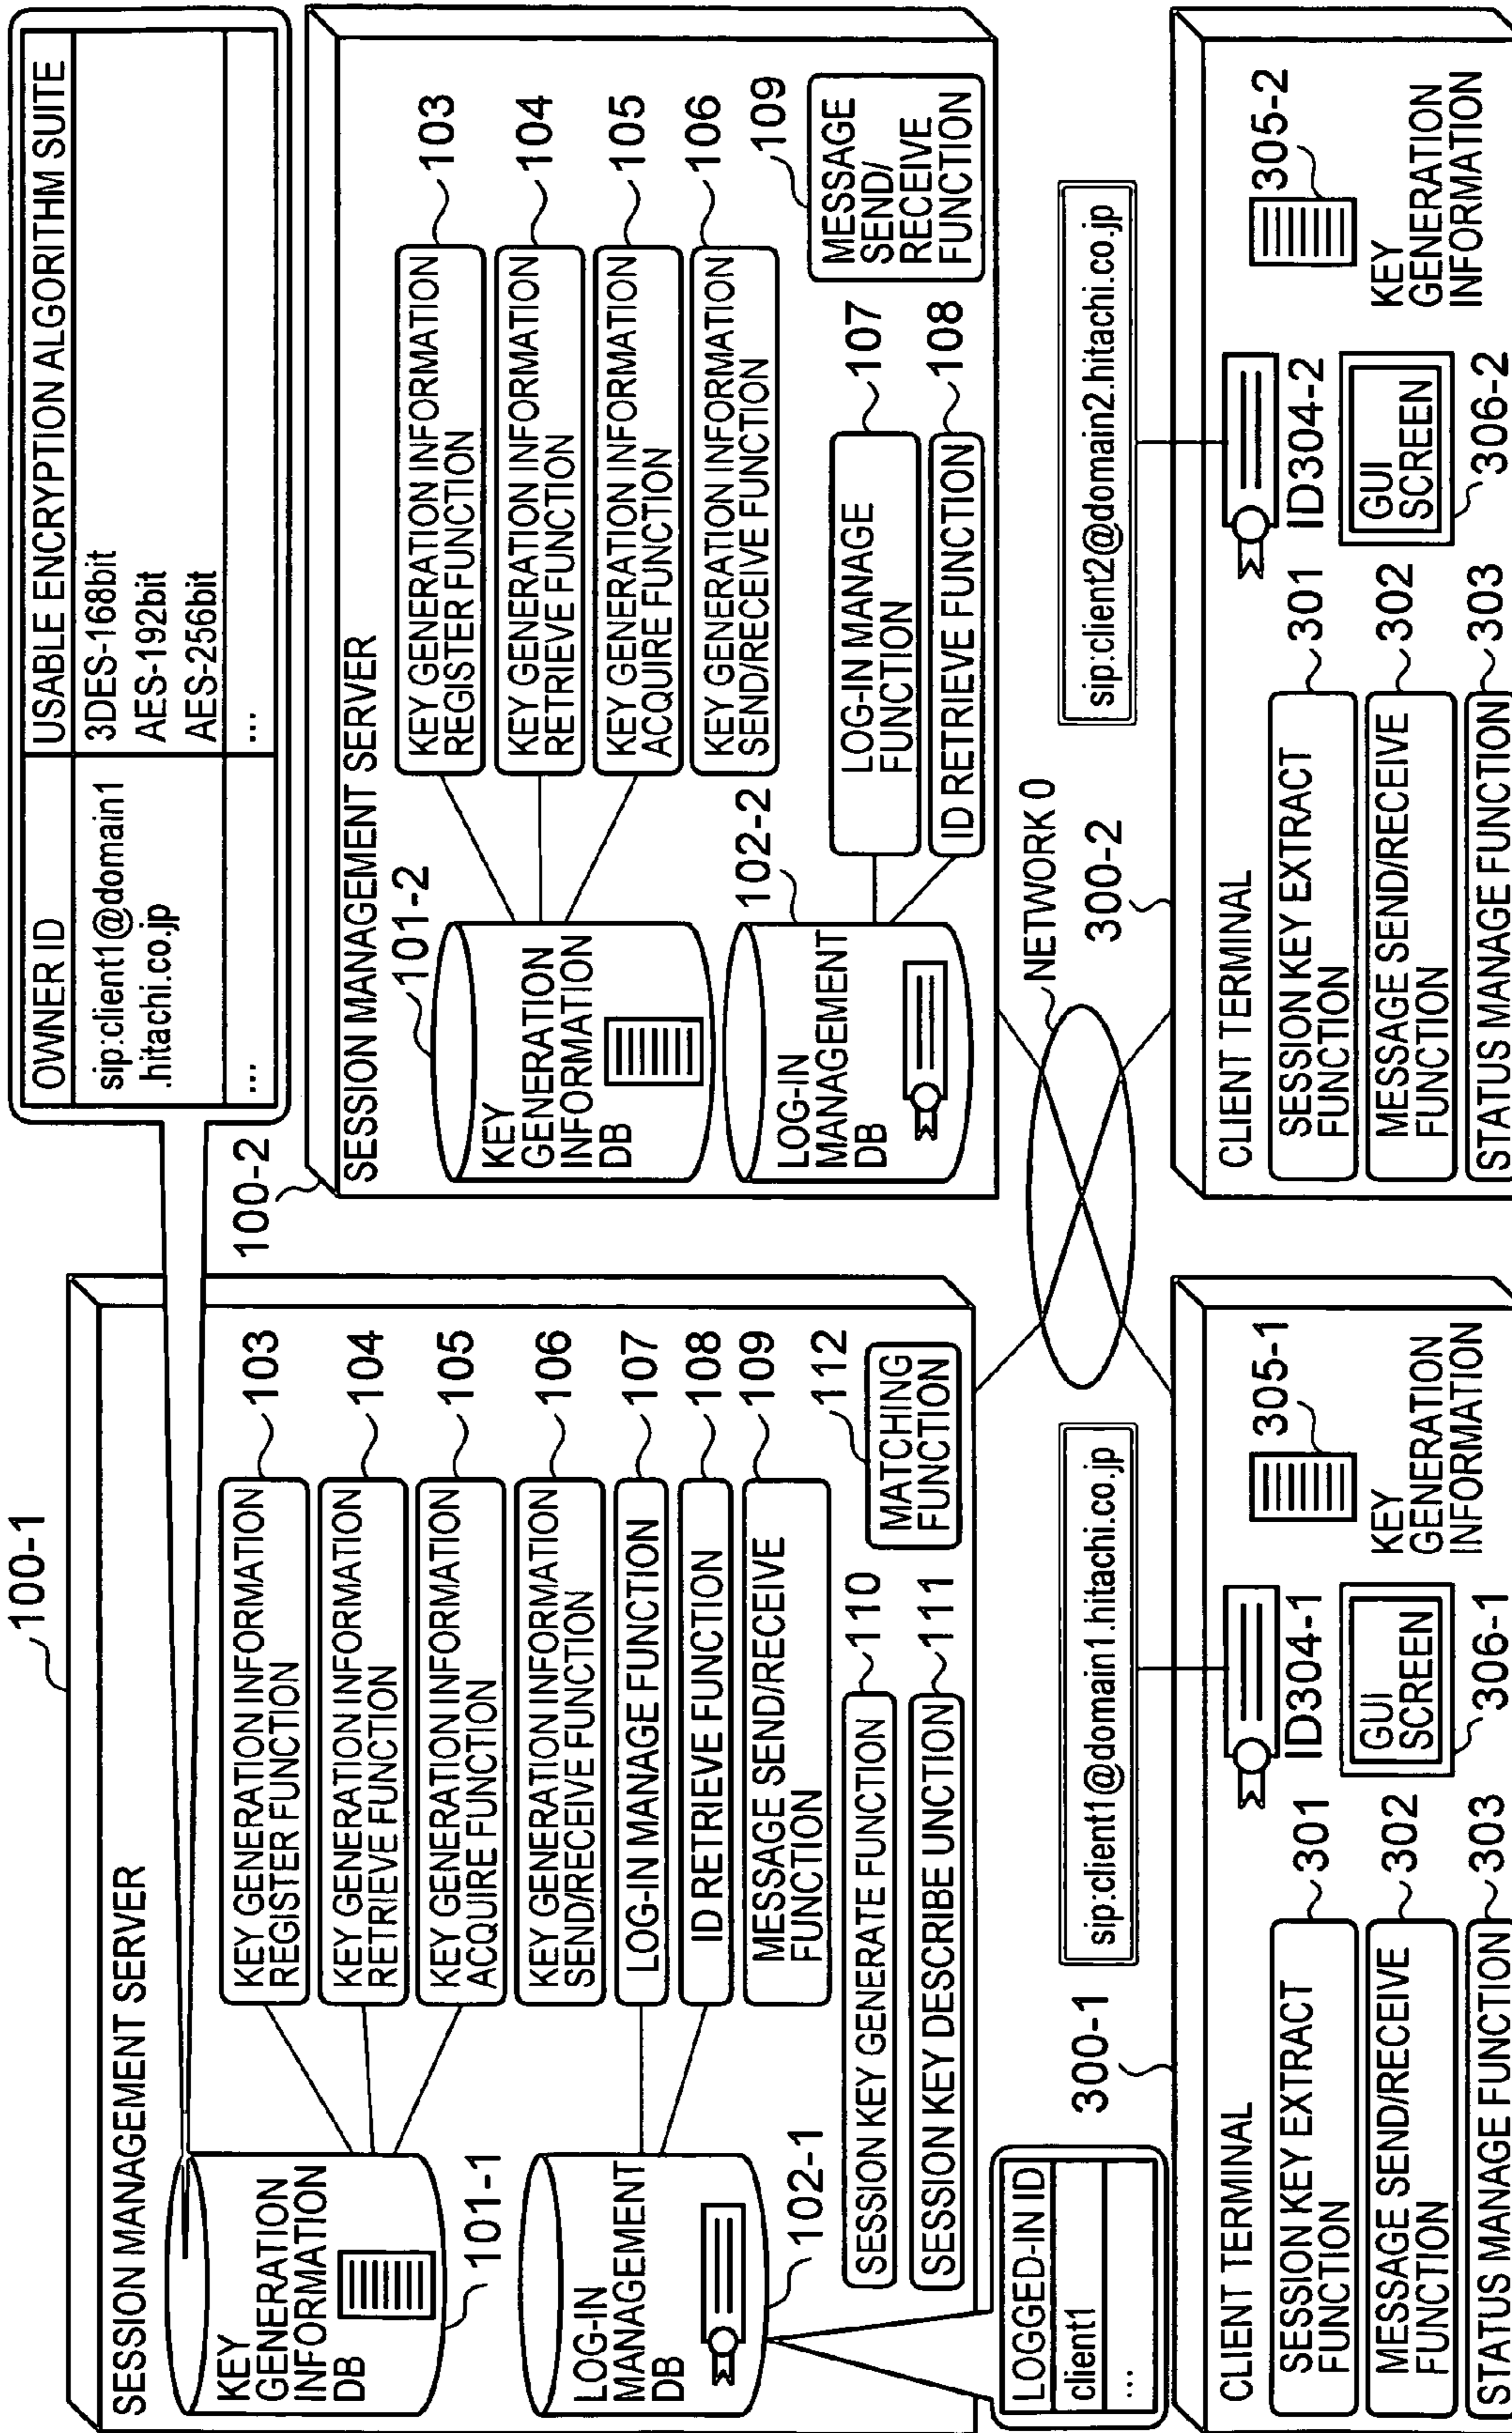 100-1
SESSION MANAGEMENT SERVER
KEY
GENERATION
INFORMATION
DB
101-1
LOG-IN
MANAGEMENT
DB
102-1
KEY GENERATION INFORMATION
REGISTER FUNCTION
103
KEY GENERATION INFORMATION
RETRIEVE FUNCTION
104
KEY GENERATION INFORMATION
ACQUIRE FUNCTION
105
KEY GENERATION INFORMATION
SEND/RECEIVE FUNCTION
106
LOG-IN MANAGE FUNCTION
107
ID RETRIEVE FUNCTION
108
MESSAGE SEND/RECEIVE
FUNCTION
109
SESSION KEY GENERATE FUNCTION
110
SESSION KEY DESCRIBE UNCTION
111
MATCHING
FUNCTION
112
LOGGED-IN ID
client1
...
OWNER ID
USABLE ENCRYPTION ALGORITHM SUITE
sip:client1@domain1
.hitachi.co.jp
3DES-168bit
AES-192bit
AES-256bit
...
...
100-2
SESSION MANAGEMENT SERVER
101-2
KEY
GENERATION
INFORMATION
DB
102-2
LOG-IN
MANAGEMENT
DB
KEY GENERATION INFORMATION
REGISTER FUNCTION
103
KEY GENERATION INFORMATION
RETRIEVE FUNCTION
104
KEY GENERATION INFORMATION
ACQUIRE FUNCTION
105
KEY GENERATION INFORMATION
SEND/RECEIVE FUNCTION
106
LOG-IN MANAGE
FUNCTION
107
ID RETRIEVE FUNCTION
108
MESSAGE
SEND/
RECEIVE
FUNCTION
109
NETWORK 0
300-1
sip:client1@domain1.hitachi.co.jp
CLIENT TERMINAL
SESSION KEY EXTRACT
FUNCTION
301
MESSAGE SEND/RECEIVE
FUNCTION
302
STATUS MANAGE FUNCTION
303
ID304-1
GUI
SCREEN
306-1
305-1
KEY
GENERATION
INFORMATION
300-2
sip:client2@domain2.hitachi.co.jp
CLIENT TERMINAL
SESSION KEY EXTRACT
FUNCTION
301
MESSAGE SEND/RECEIVE
FUNCTION
302
STATUS MANAGE FUNCTION
303
ID304-2
GUI
SCREEN
306-2
305-2
KEY
GENERATION
INFORMATION